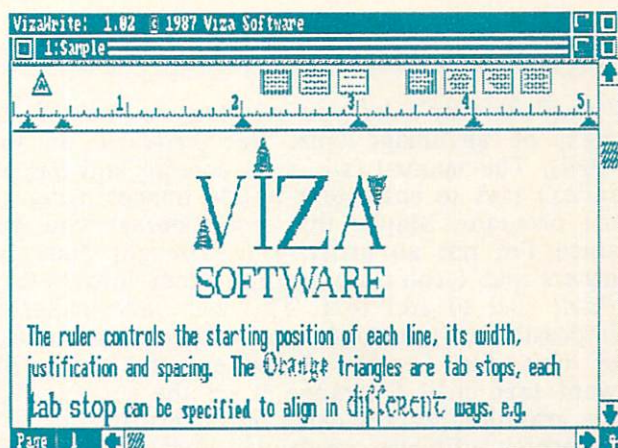 VizaWrite: 1.02 © 1987 Viza Software
1:Sample
1 2 3 4 5
VIZA
SOFTWARE
The ruler controls the starting position of each line, its width,
justification and spacing. The Orange triangles are tab stops, each
tab stop can be specified to align in different ways, e.g.
Page 1